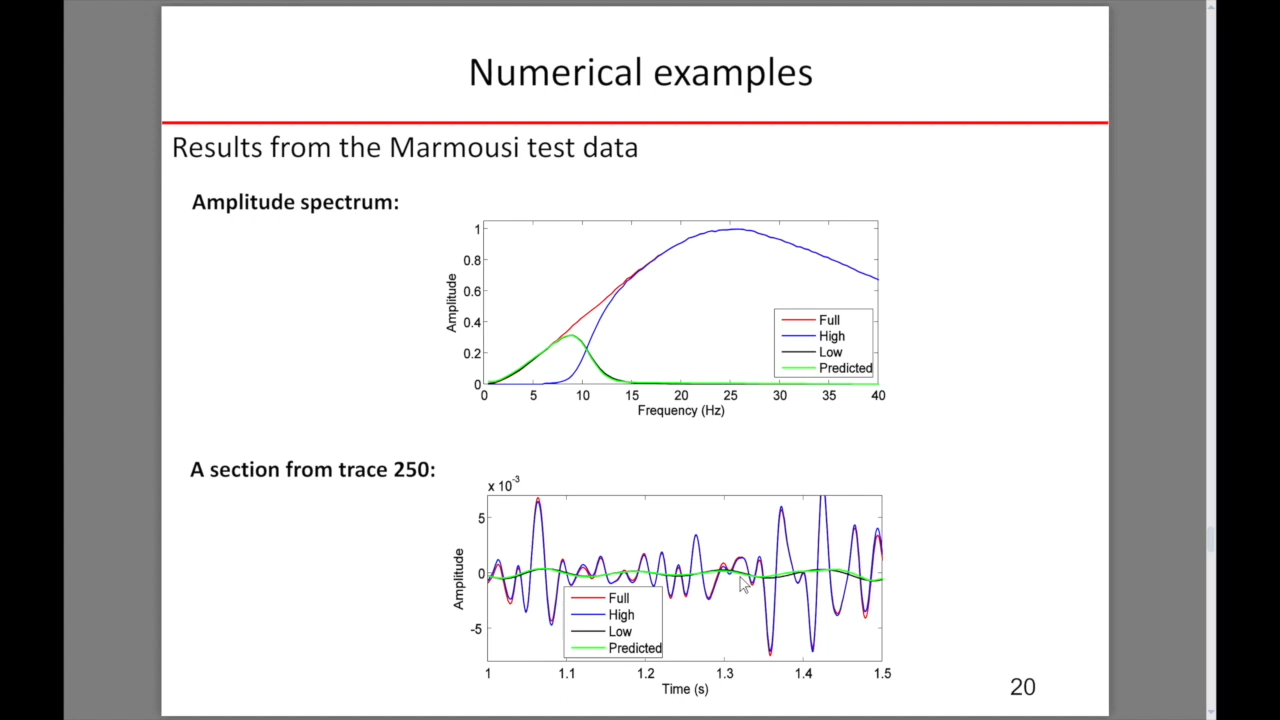 Numerical examples
Results from the Marmousi test data
Amplitude spectrum:
1
0.8
0.6
0.4
0.2
0
Amplitude
Full
High
Low
Predicted
0 5 10 15 20 25 30 35 40
Frequency (Hz)
A section from trace 250:
x 10-3
5
0
-5
Amplitude
Full
High
Low
Predicted
1 1.1 1.2 1.3 1.4 1.5
Time (s)
20